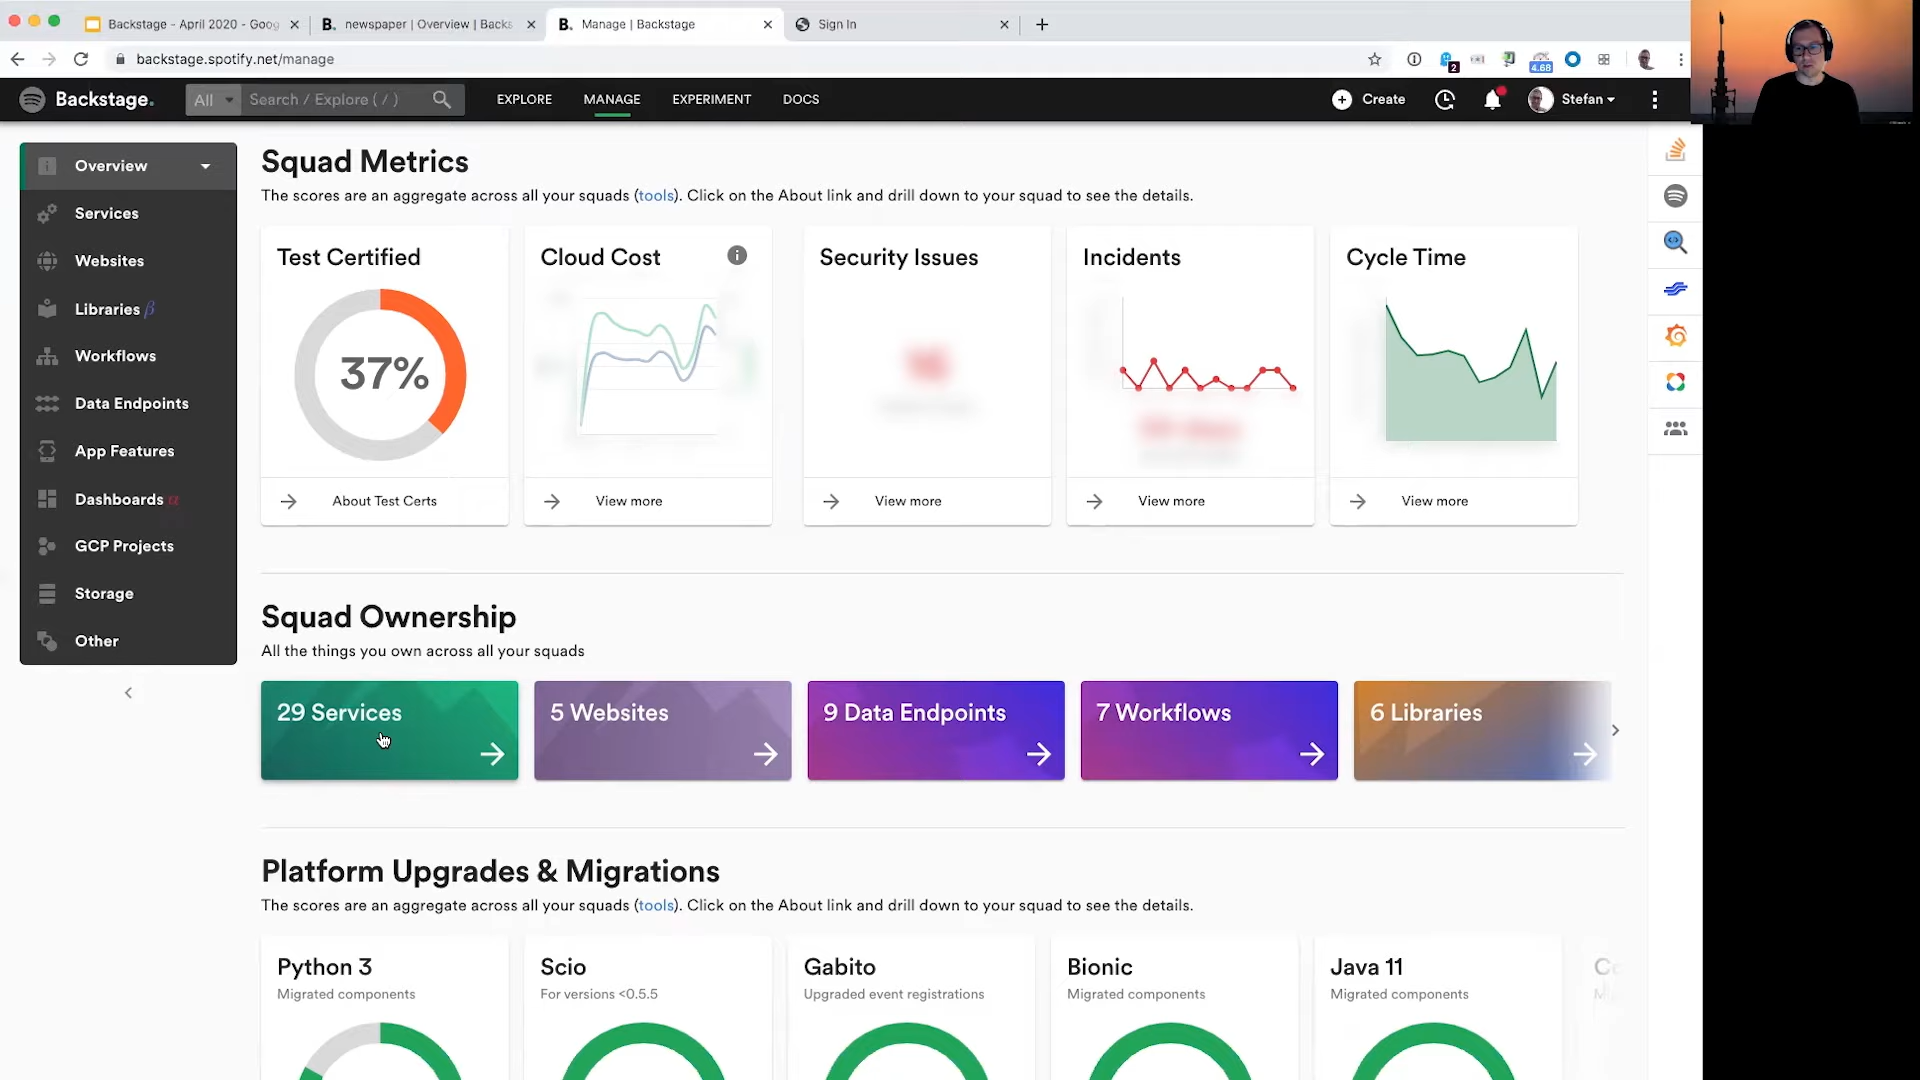 Backstage - April 2020 - Goog
B. newspaper | Overview | Backs
B. Manage | Backstage
Sign In
backstage.spotify.net/manage
2
4.68
Backstage.
All
Search / Explore ( / )
EXPLORE
MANAGE
EXPERIMENT
DOCS
Create
Stefan
Overview
Services
Websites
Libraries β
Workflows
Data Endpoints
App Features
Dashboards α
GCP Projects
Storage
Other
Squad Metrics
The scores are an aggregate across all your squads (tools). Click on the About link and drill down to your squad to see the details.
Test Certified
37%
About Test Certs
Cloud Cost
View more
Security Issues
View more
Incidents
View more
Cycle Time
View more
Squad Ownership
All the things you own across all your squads
29 Services
5 Websites
9 Data Endpoints
7 Workflows
6 Libraries
Platform Upgrades & Migrations
The scores are an aggregate across all your squads (tools). Click on the About link and drill down to your squad to see the details.
Python 3
Migrated components
Scio
For versions <0.5.5
Gabito
Upgraded event registrations
Bionic
Migrated components
Java 11
Migrated components